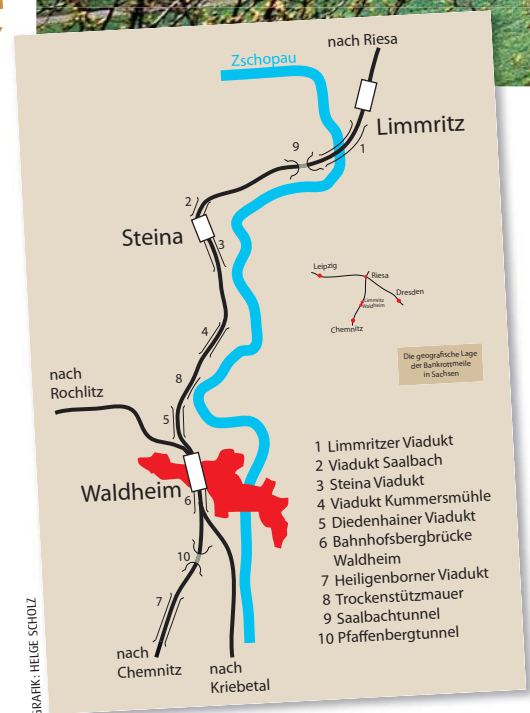 nach Riesa
Zschopau
Limmritz
9
1
2
Steina
3
Leipzig
Riesa
Dresden
Limmritz
Waldheim
Chemnitz
4
Die geografische Lage
der Bankrottmeile
in Sachsen
nach
Rochlitz
8
5
Waldheim
6
10
7
nach
Chemnitz
nach
Kriebetal
1 Limmritzer Viadukt
2 Viadukt Saalbach
3 Steina Viadukt
4 Viadukt Kummersmühle
5 Diedenhainer Viadukt
6 Bahnhofsbergbrücke
Waldheim
7 Heiligenborner Viadukt
8 Trockenstützmauer
9 Saalbachtunnel
10 Pfaffenbergtunnel
GRAFIK: HELGE SCHOLZ